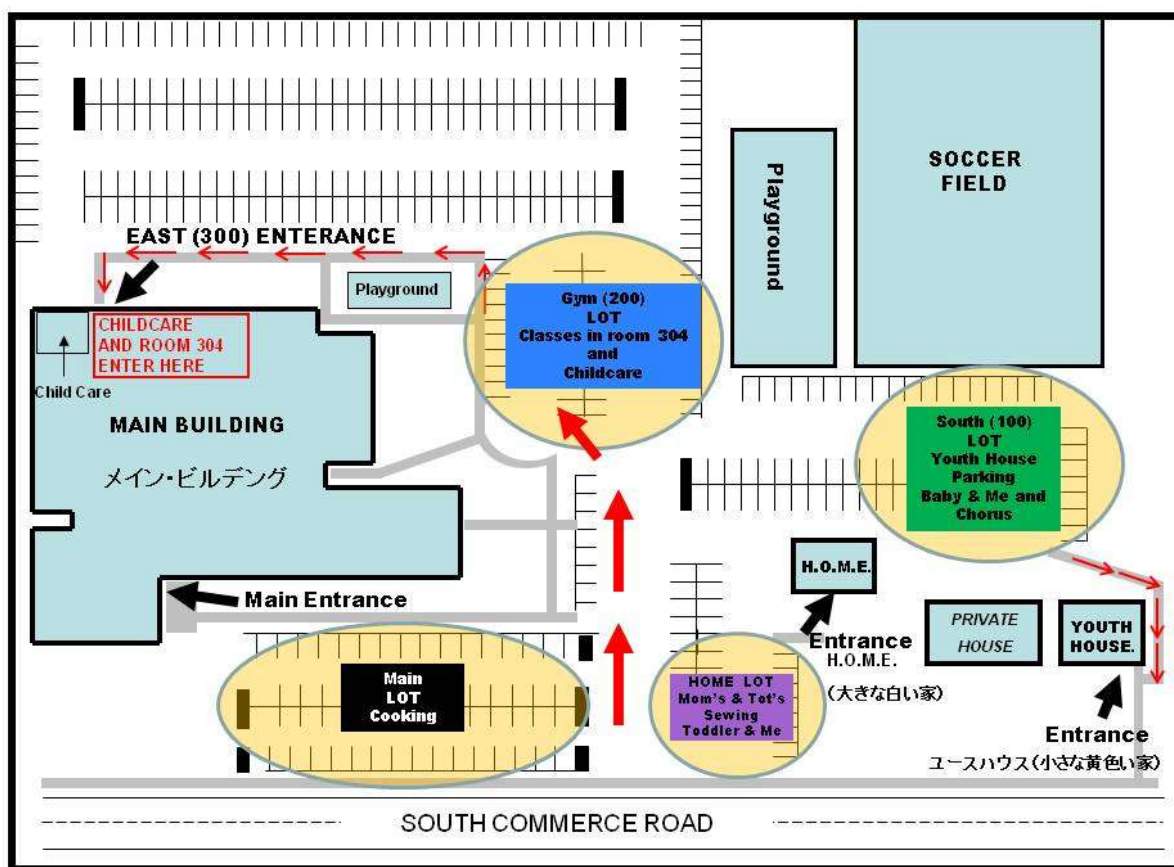 SOCCER
FIELD
Playground
EAST (300) ENTERANCE
Playground
Gym (200)
LOT
Classes in room 304
and
Childcare
CHILDCARE
AND ROOM 304
ENTER HERE
Child Care
MAIN BUILDING
メイン・ビルデング
South (100)
LOT
Youth House
Parking
Baby & Me and
Chorus
H.O.M.E.
Main Entrance
PRIVATE
HOUSE
YOUTH
HOUSE.
Entrance
H.O.M.E.
(大きな白い家)
Main
LOT
Cooking
HOME LOT
Mom's & Tot's
Sewing
Toddler & Me
Entrance
ユースハウス(小さな黄色い家)
SOUTH COMMERCE ROAD